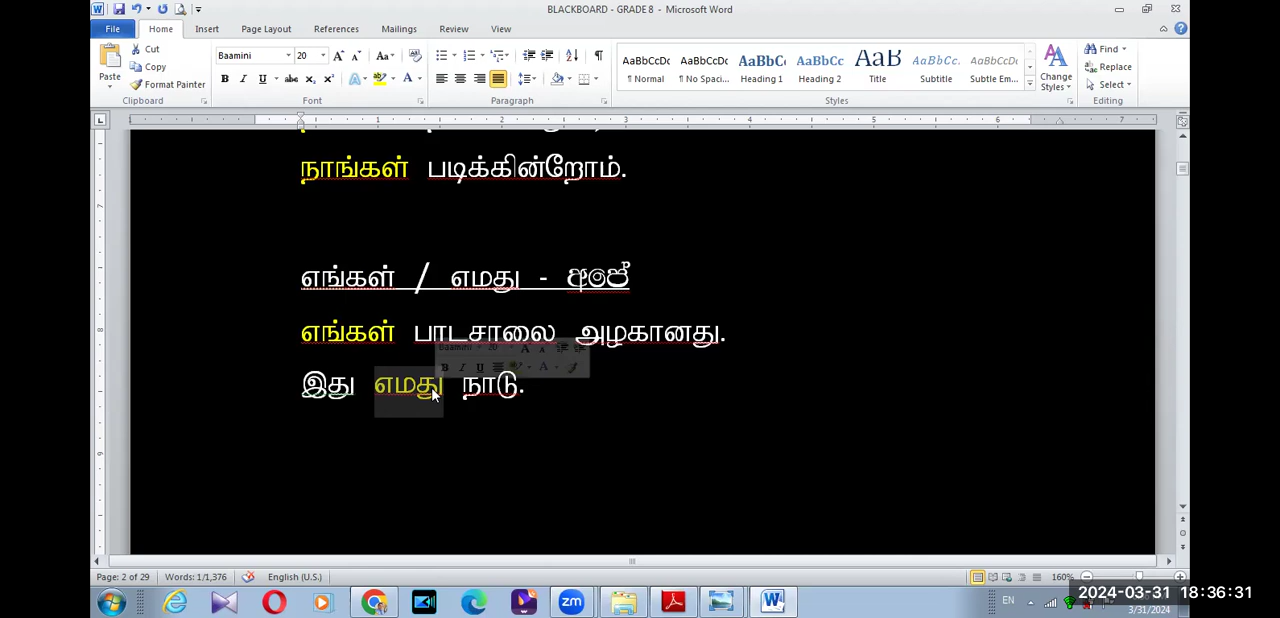 BLACKBOARD - GRADE 8 - Microsoft Word
File Home Insert Page Layout References Mailings Review View
Paste Cut Copy Format Painter
Baamini 20
AaBbCcDc AaBbCcDc AaBbC AaBbCc AaB AaBbCc. AaBbCcDc
¶ Normal ¶ No Spaci... Heading 1 Heading 2 Title Subtitle Subtle Em...
Change Styles
Find Replace Select
Clipboard Font Paragraph Styles Editing
நாங்கள் படிக்கின்றோம்.
எங்கள் / எமது - අපේ
எங்கள் பாடசாலை அழகானது.
Baamini 20
இது எமது நாடு.
Page: 2 of 29 Words: 1/1,376 English (U.S.) 160%
EN
2024-03-31 18:36:31
3/31/2024